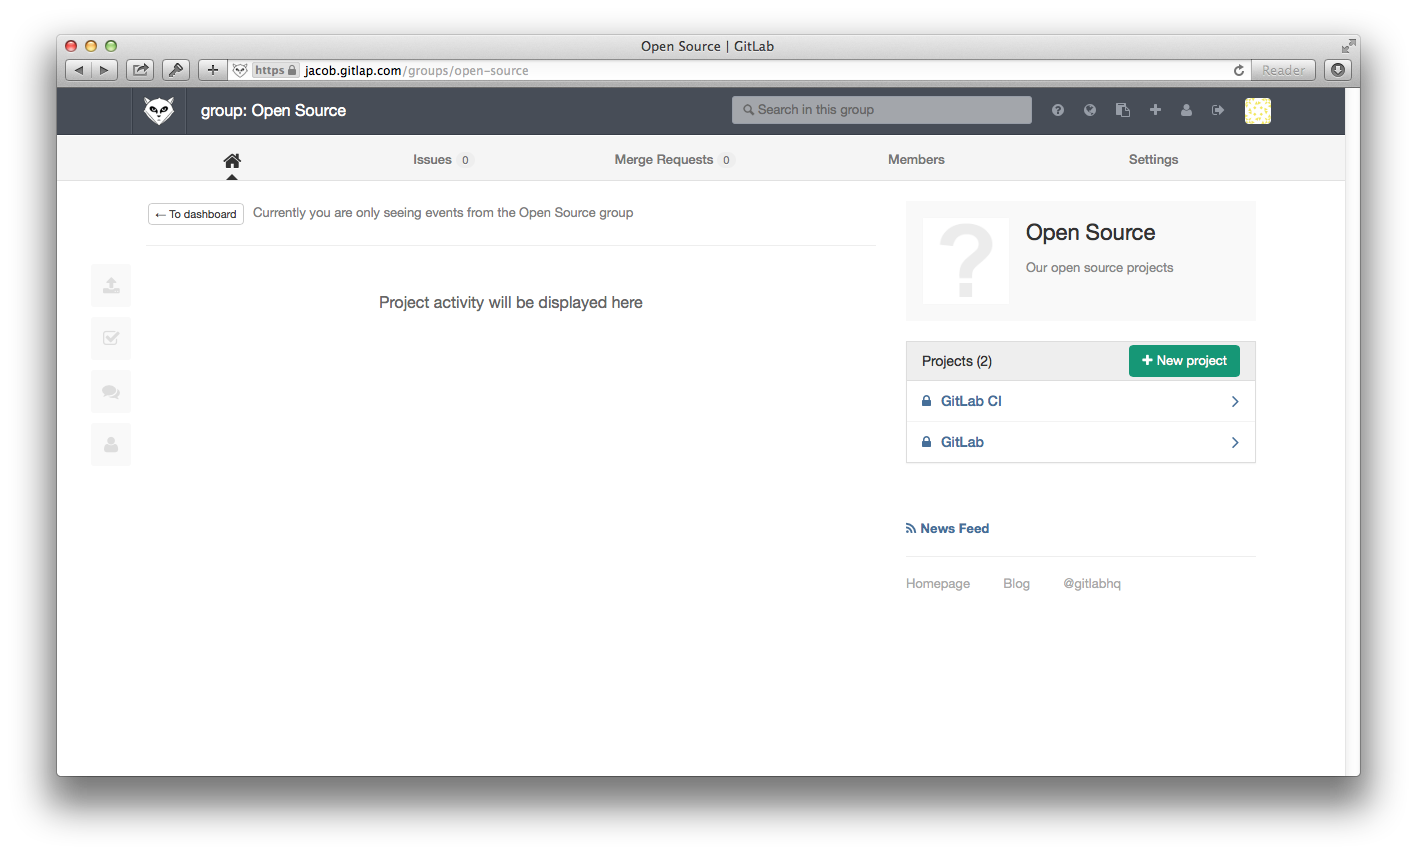 Open Source | GitLab
https jacob.gitlap.com/groups/open-source
Reader
group: Open Source
Search in this group
Issues 0
Merge Requests 0
Members
Settings
← To dashboard
Currently you are only seeing events from the Open Source group
Project activity will be displayed here
?
Open Source
Our open source projects
Projects (2)
+ New project
GitLab CI
GitLab
News Feed
Homepage
Blog
@gitlabhq